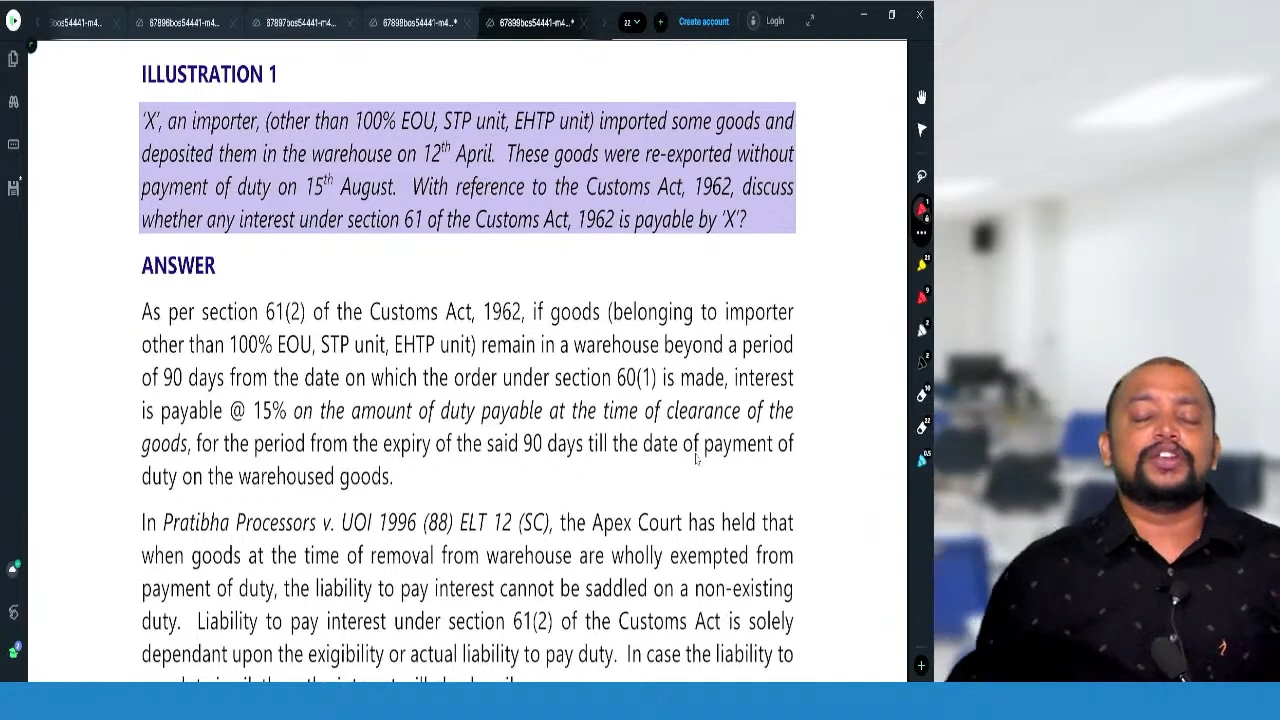 bos54441-m4...
67896bos54441-m4...
67897bos54441-m4...
67898bos54441-m4...*
67899bos54441-m4...*
22
Create account
Login
ILLUSTRATION 1
‘X’, an importer, (other than 100% EOU, STP unit, EHTP unit) imported some goods and
deposited them in the warehouse on 12th April. These goods were re-exported without
payment of duty on 15th August. With reference to the Customs Act, 1962, discuss
whether any interest under section 61 of the Customs Act, 1962 is payable by ‘X’?
ANSWER
As per section 61(2) of the Customs Act, 1962, if goods (belonging to importer
other than 100% EOU, STP unit, EHTP unit) remain in a warehouse beyond a period
of 90 days from the date on which the order under section 60(1) is made, interest
is payable @ 15% on the amount of duty payable at the time of clearance of the
goods, for the period from the expiry of the said 90 days till the date of payment of
duty on the warehoused goods.
In Pratibha Processors v. UOI 1996 (88) ELT 12 (SC), the Apex Court has held that
when goods at the time of removal from warehouse are wholly exempted from
payment of duty, the liability to pay interest cannot be saddled on a non-existing
duty. Liability to pay interest under section 61(2) of the Customs Act is solely
dependant upon the exigibility or actual liability to pay duty. In case the liability to